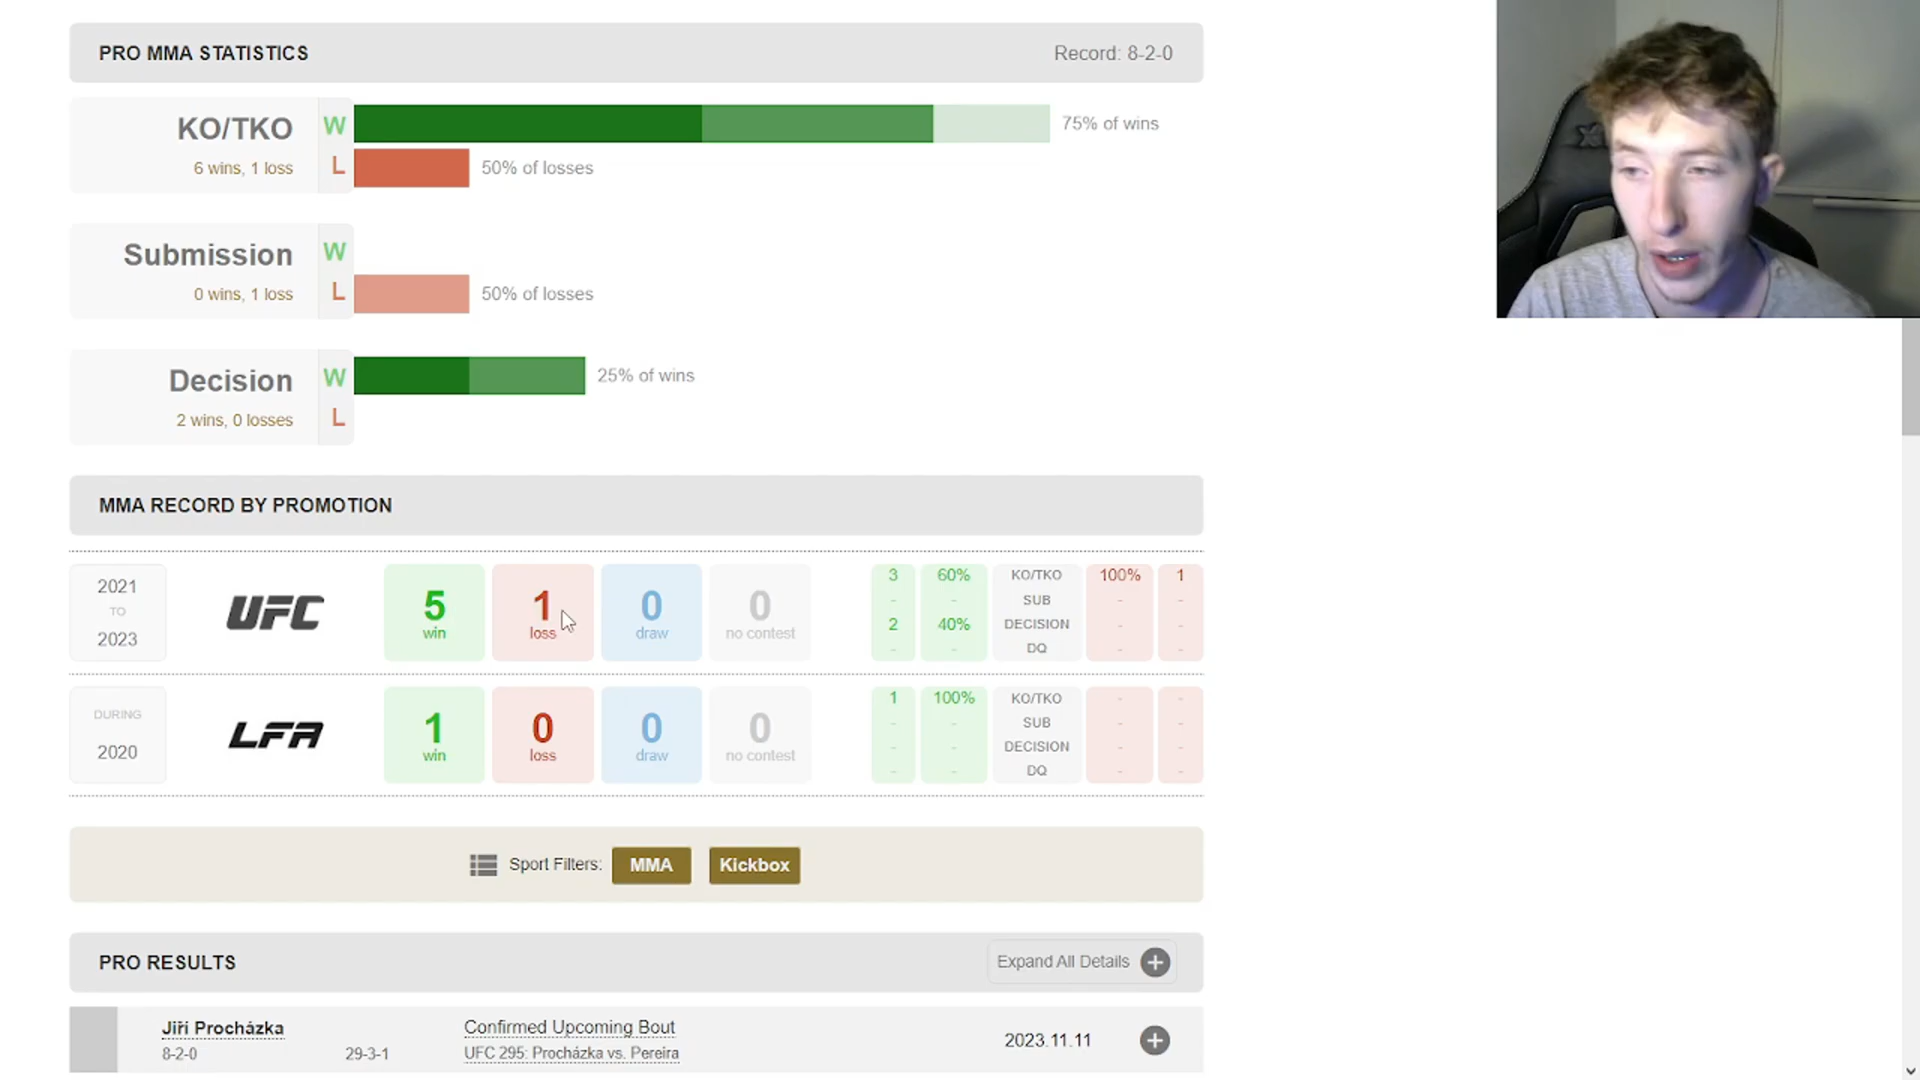 PRO MMA STATISTICS
Record: 8-2-0
KO/TKO
6 wins, 1 loss
W
L
75% of wins
50% of losses
Submission
0 wins, 1 loss
W
L
50% of losses
Decision
2 wins, 0 losses
W
L
25% of wins
MMA RECORD BY PROMOTION
2021
TO
2023
UFC
5
win
1
loss
0
draw
0
no contest
3 60% KO/TKO 100% 1
- - SUB - -
2 40% DECISION - -
- - DQ - -
DURING
2020
LFA
1
win
0
loss
0
draw
0
no contest
1 100% KO/TKO - -
- - SUB - -
- - DECISION - -
- - DQ - -
Sport Filters:
MMA
Kickbox
PRO RESULTS
Expand All Details
Jiří Procházka
8-2-0
29-3-1
Confirmed Upcoming Bout
UFC 295: Procházka vs. Pereira
2023.11.11